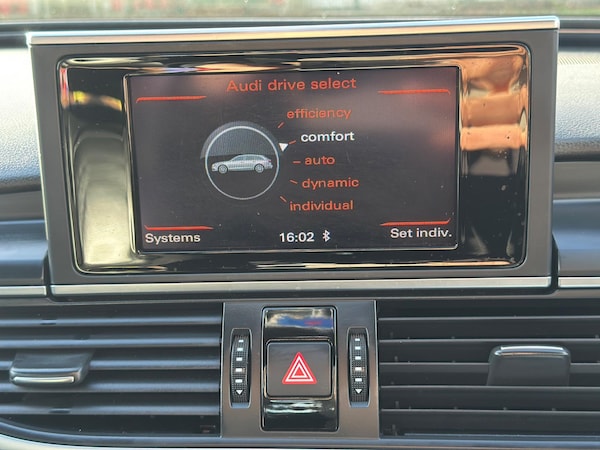 Audi drive select
efficiency
comfort
auto
dynamic
individual
Systems
16:02
Set indiv.